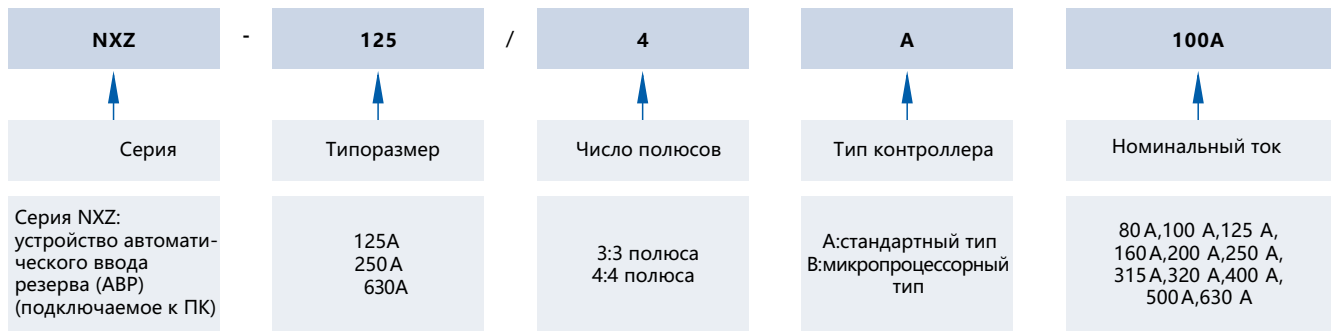 NXZ - 125 / 4 A 100A
Серия Типоразмер Число полюсов Тип контроллера Номинальный ток
Серия NXZ:
устройство автомати-
ческого ввода
резерва (АВР)
(подключаемое к ПК)
125A
250 A
630A
3:3 полюса
4:4 полюса
A:стандартный тип
B:микропроцессорный
тип
80 A,100 A,125 A,
160 A,200 A,250 A,
315 A,320 A,400 A,
500 A,630 A